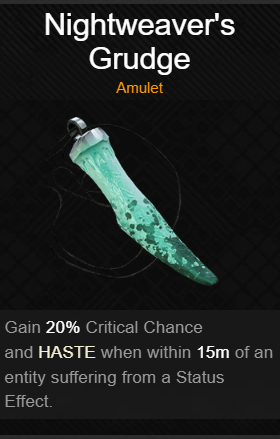 Nightweaver's
Grudge
Amulet
Gain 20% Critical Chance
and HASTE when within 15m of an
entity suffering from a Status
Effect.